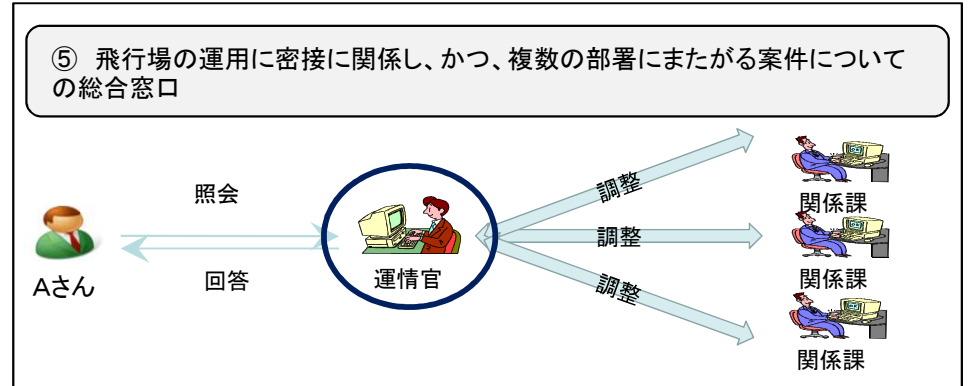 ⑤　飛行場の運用に密接に関係し、かつ、複数の部署にまたがる案件について
の総合窓口
照会
回答
Aさん
運情官
調整
調整
調整
関係課
関係課
関係課